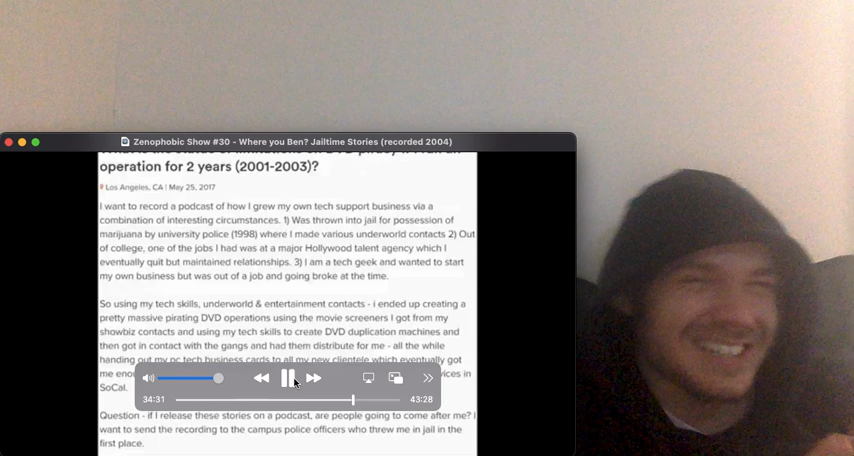 Zenophobic Show #30 - Where you Ben? Jailtime Stories (recorded 2004)
operation for 2 years (2001-2003)?
Los Angeles, CA | May 25, 2017
I want to record a podcast of how I grew my own tech support business via a
combination of interesting circumstances. 1) Was thrown into jail for possession of
marijuana by university police (1998) where I made various underworld contacts 2) Out
of college, one of the jobs I had was at a major Hollywood talent agency which I
eventually quit but maintained relationships. 3) I am a tech geek and wanted to start
my own business but was out of a job and going broke at the time.
So using my tech skills, underworld & entertainment contacts - i ended up creating a
pretty massive pirating DVD operations using the movie screeners I got from my
showbiz contacts and using my tech skills to create DVD duplication machines and
then got in contact with the gangs and had them distribute for me - all the while
handing out my pc tech business cards to all my new clientele which eventually got
me
SoCal.
34:31
43:28
Question - if I release these stories on a podcast, are people going to come after me? I
want to send the recording to the campus police officers who threw me in jail in the
first place.